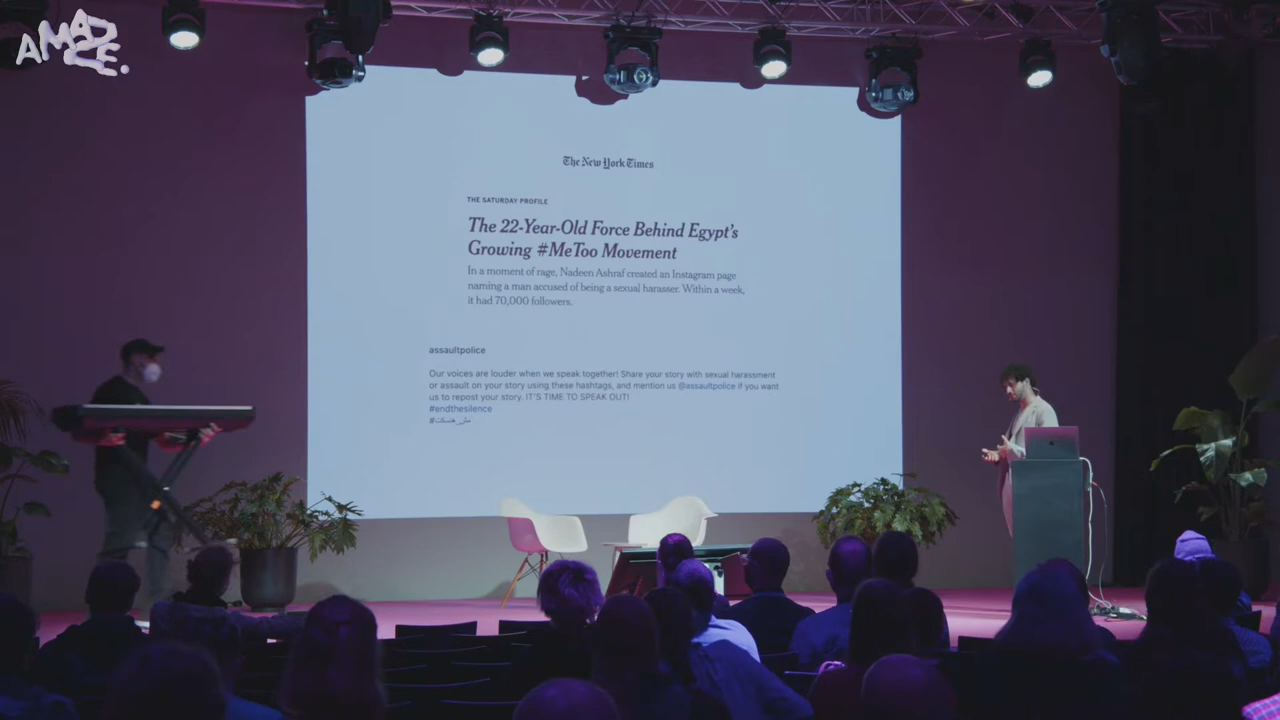 AMAZE.
The New York Times
THE SATURDAY PROFILE
The 22-Year-Old Force Behind Egypt's
Growing #MeToo Movement
In a moment of rage, Nadeen Ashraf created an Instagram page
naming a man accused of being a sexual harasser. Within a week,
it had 70,000 followers.
assaultpolice
Our voices are louder when we speak together! Share your story with sexual harassment
or assault on your story using these hashtags, and mention us @assaultpolice if you want
us to repost your story. IT'S TIME TO SPEAK OUT!
#endthesilence
#مش_هنسكت